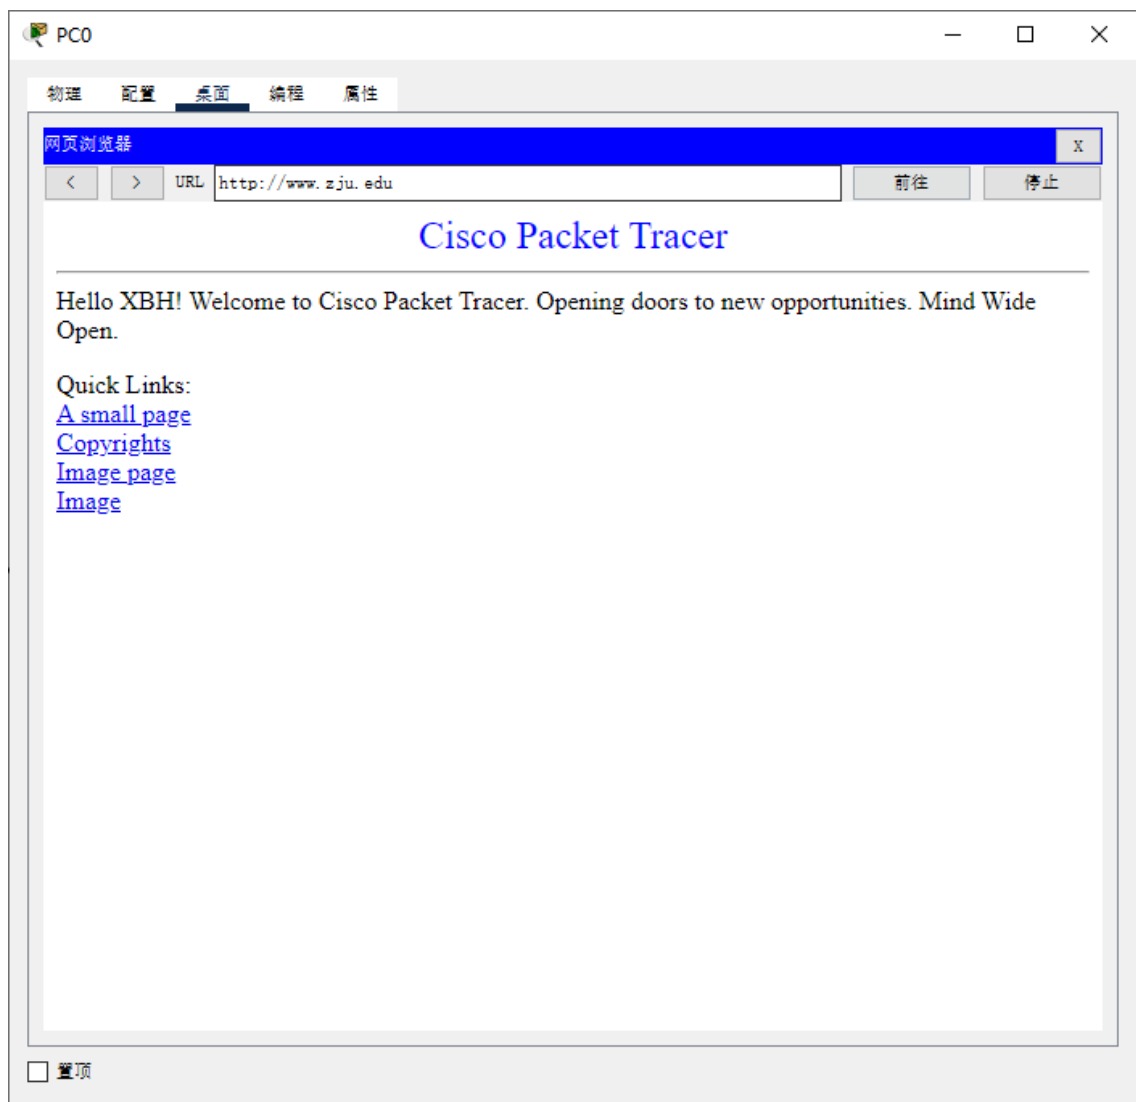 PC0
物理 配置 桌面 编程 属性
网页浏览器 X
< > URL http://www.zju.edu 前往 停止
Cisco Packet Tracer
Hello XBH! Welcome to Cisco Packet Tracer. Opening doors to new opportunities. Mind Wide
Open.
Quick Links:
A small page
Copyrights
Image page
Image
置顶